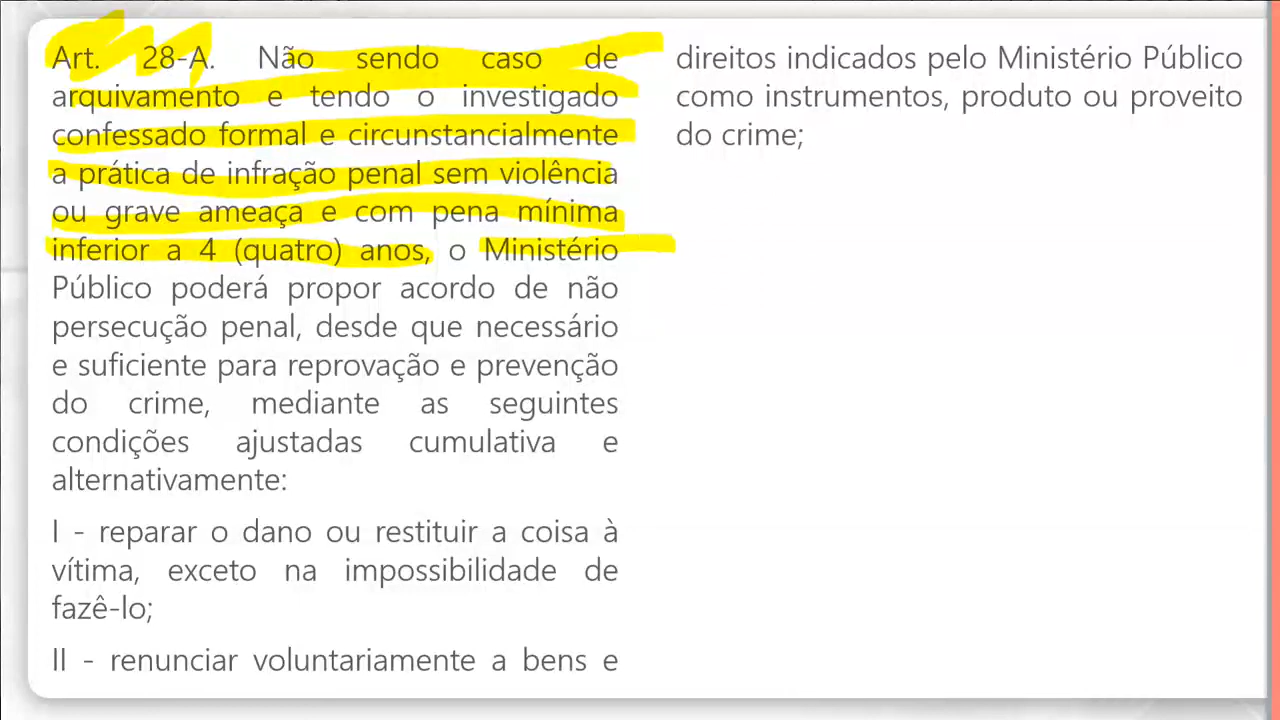 Art. 28-A. Não sendo caso de
arquivamento e tendo o investigado
confessado formal e circunstancialmente
a prática de infração penal sem violência
ou grave ameaça e com pena mínima
inferior a 4 (quatro) anos, o Ministério
Público poderá propor acordo de não
persecução penal, desde que necessário
e suficiente para reprovação e prevenção
do crime, mediante as seguintes
condições ajustadas cumulativa e
alternativamente:
I - reparar o dano ou restituir a coisa à
vítima, exceto na impossibilidade de
fazê-lo;
II - renunciar voluntariamente a bens e
direitos indicados pelo Ministério Público
como instrumentos, produto ou proveito
do crime;